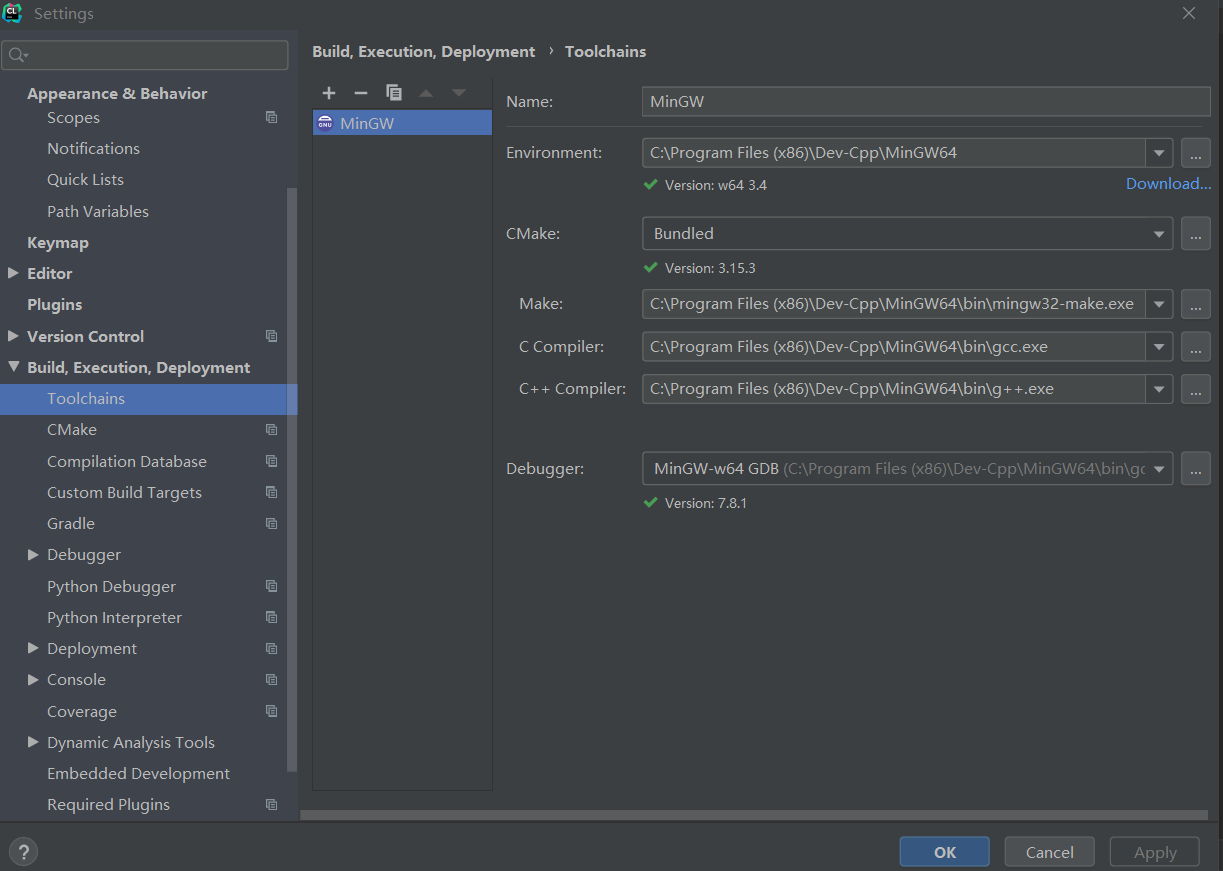 CL Settings
Build, Execution, Deployment › Toolchains
Appearance & Behavior
Scopes
Notifications
Quick Lists
Path Variables
Keymap
Editor
Plugins
Version Control
Build, Execution, Deployment
Toolchains
CMake
Compilation Database
Custom Build Targets
Gradle
Debugger
Python Debugger
Python Interpreter
Deployment
Console
Coverage
Dynamic Analysis Tools
Embedded Development
Required Plugins
GNU MinGW
Name: MinGW
Environment: C:\Program Files (x86)\Dev-Cpp\MinGW64 ...
Version: w64 3.4 Download...
CMake: Bundled ...
Version: 3.15.3
Make: C:\Program Files (x86)\Dev-Cpp\MinGW64\bin\mingw32-make.exe ...
C Compiler: C:\Program Files (x86)\Dev-Cpp\MinGW64\bin\gcc.exe ...
C++ Compiler: C:\Program Files (x86)\Dev-Cpp\MinGW64\bin\g++.exe ...
Debugger: MinGW-w64 GDB (C:\Program Files (x86)\Dev-Cpp\MinGW64\bin\gc ...
Version: 7.8.1
? OK Cancel Apply